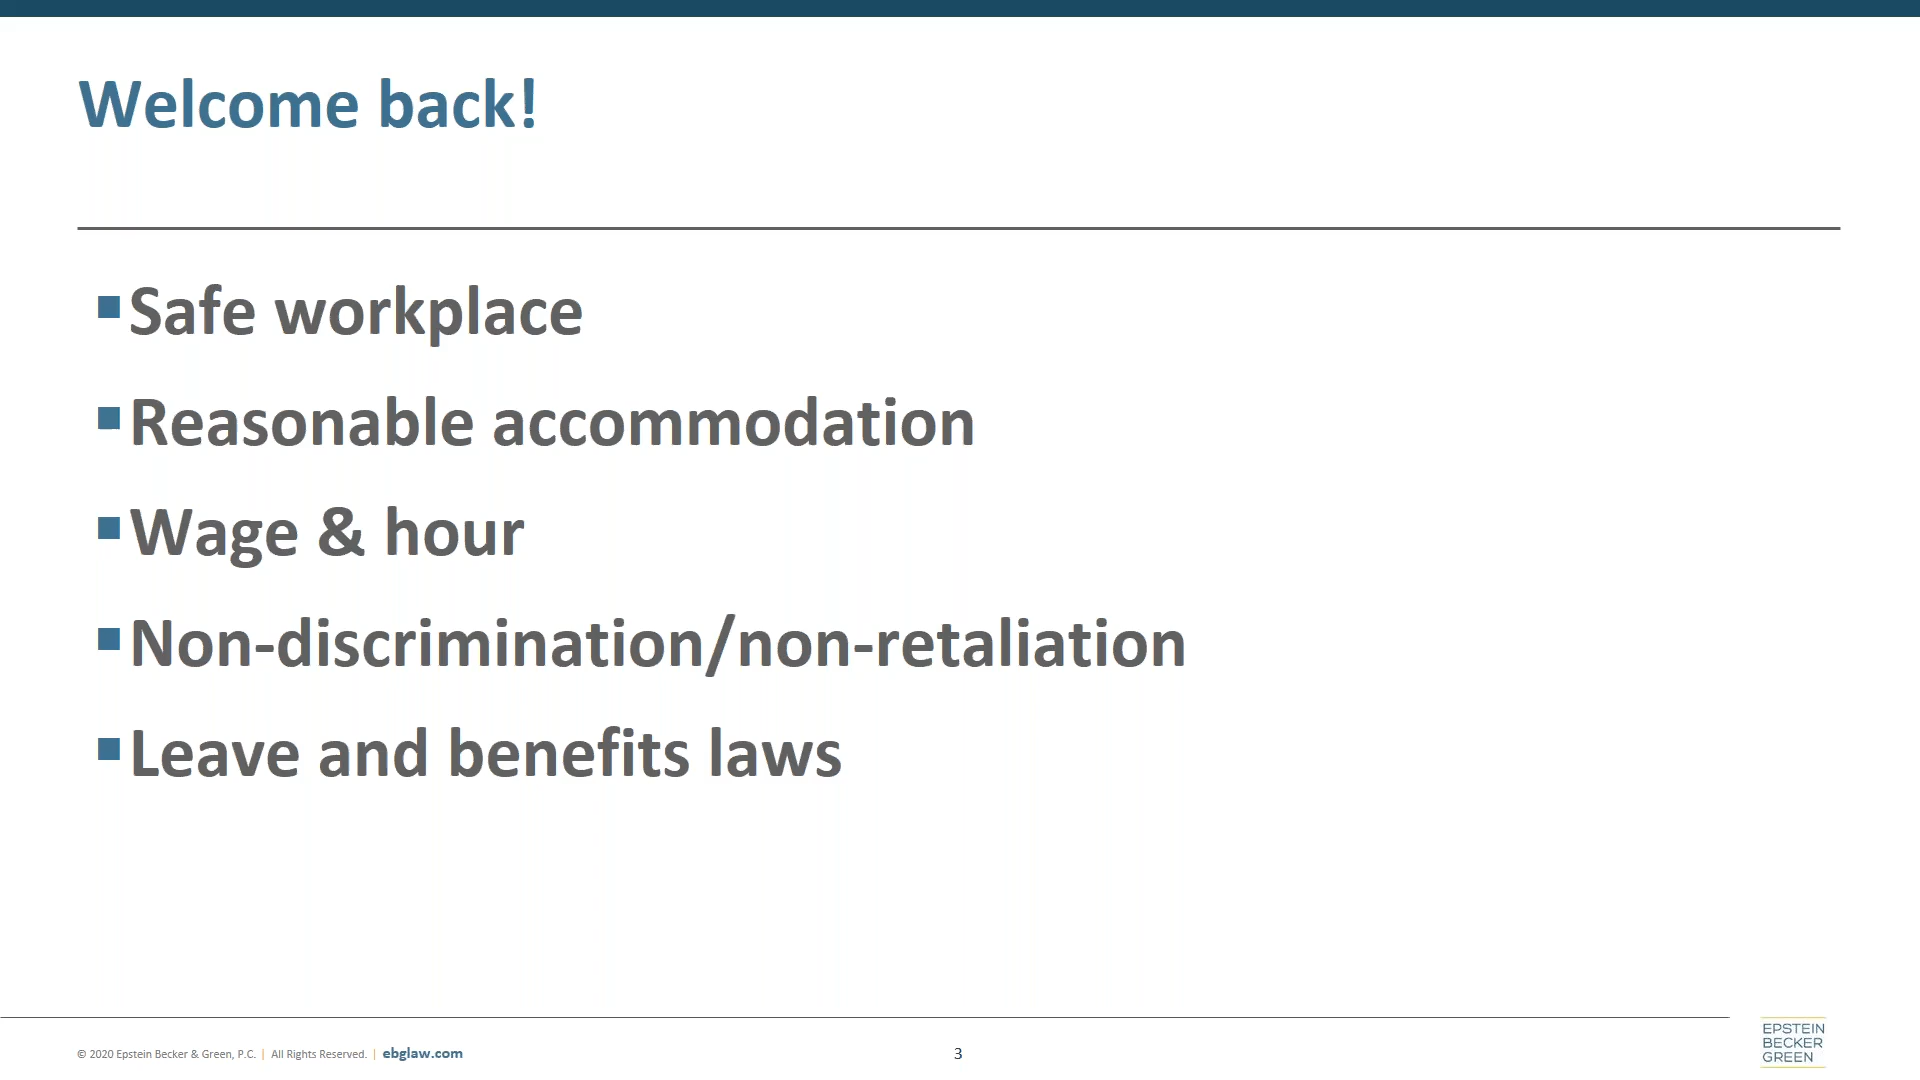 Welcome back!
▪Safe workplace
▪Reasonable accommodation
▪Wage & hour
▪Non-discrimination/non-retaliation
▪Leave and benefits laws
© 2020 Epstein Becker & Green, P.C. | All Rights Reserved. | ebglaw.com
3
EPSTEIN
BECKER
GREEN